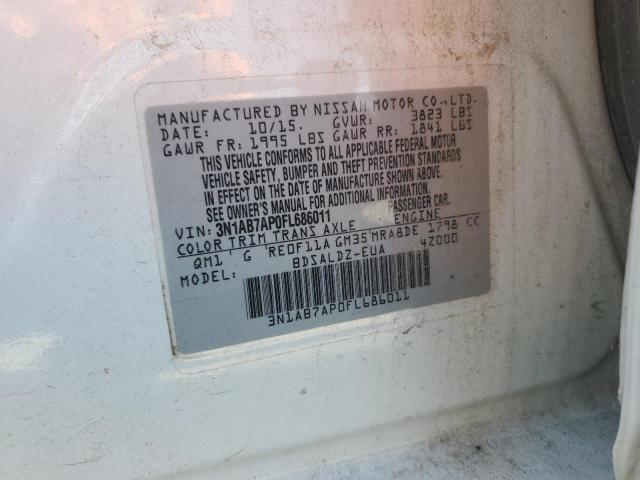 MANUFACTURED BY NISSAN MOTOR CO.,LTD.
DATE: 10/15. GVWR: 3823 LBS
GAWR FR: 1995 LBS GAWR RR: 1841 LBS
THIS VEHICLE CONFORMS TO ALL APPLICABLE FEDERAL MOTOR
VEHICLE SAFETY, BUMPER AND THEFT PREVENTION STANDARDS
IN EFFECT ON THE DATE OF MANUFACTURE SHOWN ABOVE.
SEE OWNER'S MANUAL FOR ADDITIONAL INFORMATION.
VIN: 3N1AB7AP0FL686011 PASSENGER CAR.
COLOR TRIM TRANS AXLE ENGINE
QM1 G RE0F11A GM35 MRA8DE 1798 CC
MODEL: BDSALDZ-EUA 42000
3N1AB7AP0FL686011